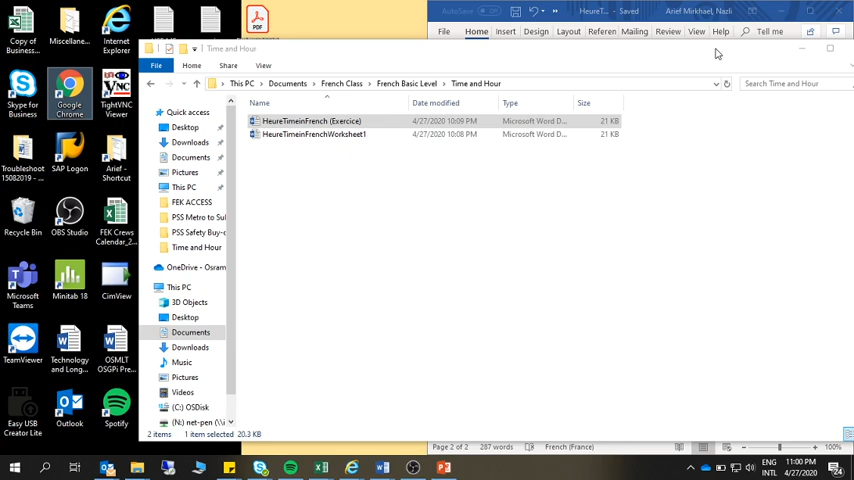 Copy of
Business...
Miscellane...
Internet
Explorer
Skype for
Business
Google
Chrome
TightVNC
Viewer
Troubleshoot
15082019 - ...
SAP Logon
Arief -
Shortcut
Recycle Bin
OBS Studio
FEK Crews
Calendar_2...
Microsoft
Teams
Minitab 18
CimView
TeamViewer
Technology
and Long...
OSMLT
OSGPi Pres...
Easy USB
Creator Lite
Outlook
Spotify
PDF
AutoSave
Off
HeureT... - Saved
Arief Mirkhael, Nazli
File
Home
Insert
Design
Layout
Referen
Mailing
Review
View
Help
Tell me
Time and Hour
File
Home
Share
View
This PC
Documents
French Class
French Basic Level
Time and Hour
Search Time and Hour
Name
Date modified
Type
Size
HeureTimeinFrench (Exercice)
4/27/2020 10:09 PM
Microsoft Word D...
21 KB
HeureTimeinFrenchWorksheet1
4/27/2020 10:08 PM
Microsoft Word D...
21 KB
Quick access
Desktop
Downloads
Documents
Pictures
This PC
FEK ACCESS
PSS Metro to Sul
PSS Safety Buy-o
Time and Hour
OneDrive - Osram
This PC
3D Objects
Desktop
Documents
Downloads
Music
Pictures
Videos
(C:) OSDisk
(N:) net-pen (\\i
2 items
1 item selected
20.3 KB
Page 2 of 2
287 words
French (France)
100%
ENG
INTL
11:00 PM
4/27/2020
24